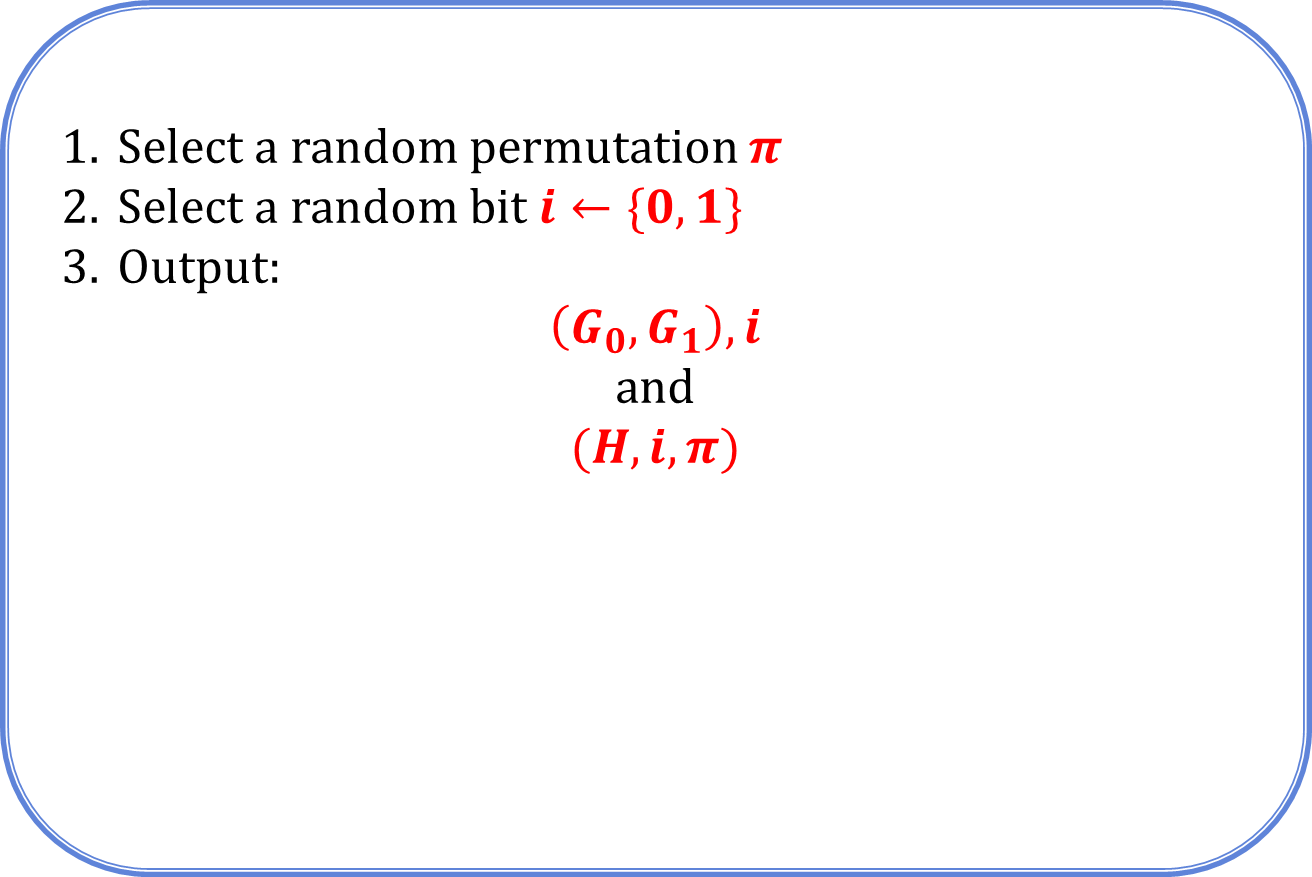 1. Select a random permutation π
2. Select a random bit i ← {0, 1}
3. Output:
(G₀, G₁), i
and
(H, i, π)